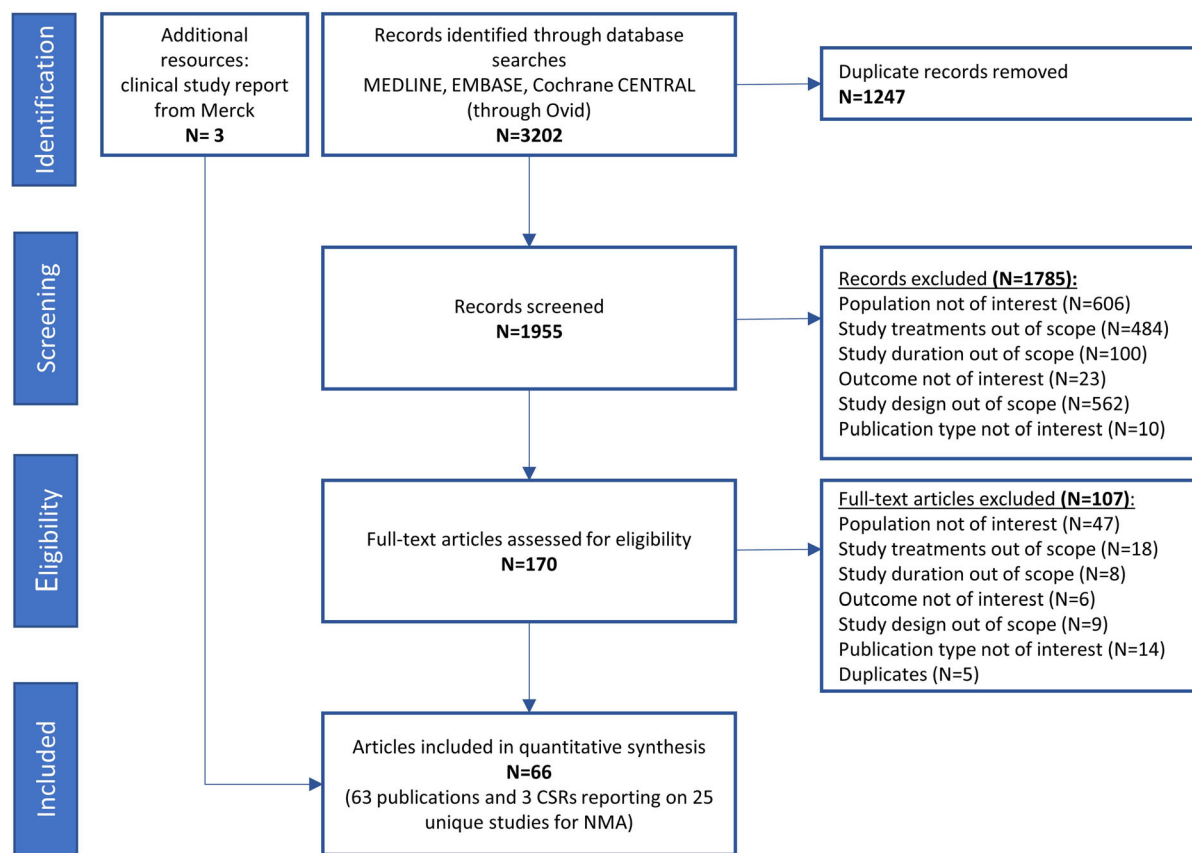 Identification
Additional
resources:
clinical study report
from Merck
N= 3
Records identified through database
searches
MEDLINE, EMBASE, Cochrane CENTRAL
(through Ovid)
N=3202
Duplicate records removed
N=1247
Screening
Records screened
N=1955
Records excluded (N=1785):
Population not of interest (N=606)
Study treatments out of scope (N=484)
Study duration out of scope (N=100)
Outcome not of interest (N=23)
Study design out of scope (N=562)
Publication type not of interest (N=10)
Eligibility
Full-text articles assessed for eligibility
N=170
Full-text articles excluded (N=107):
Population not of interest (N=47)
Study treatments out of scope (N=18)
Study duration out of scope (N=8)
Outcome not of interest (N=6)
Study design out of scope (N=9)
Publication type not of interest (N=14)
Duplicates (N=5)
Included
Articles included in quantitative synthesis
N=66
(63 publications and 3 CSRs reporting on 25
unique studies for NMA)